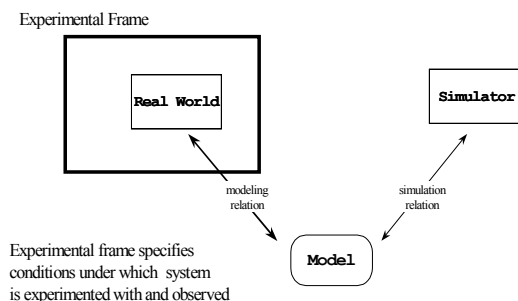 Experimental Frame
Real World
Simulator
modeling
relation
simulation
relation
Model
Experimental frame specifies
conditions under which system
is experimented with and observed